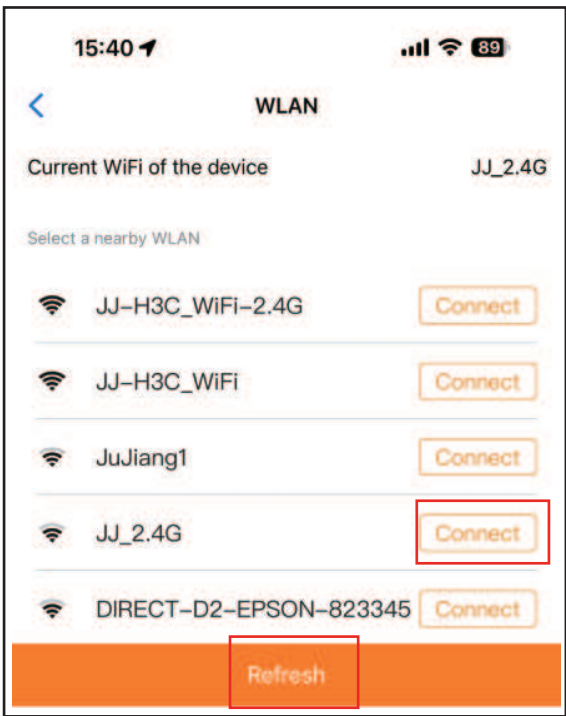 15:40 89
WLAN
Current WiFi of the device JJ_2.4G
Select a nearby WLAN
JJ-H3C_WiFi-2.4G Connect
JJ-H3C_WiFi Connect
JuJiang1 Connect
JJ_2.4G Connect
DIRECT-D2-EPSON-823345 Connect
Refresh